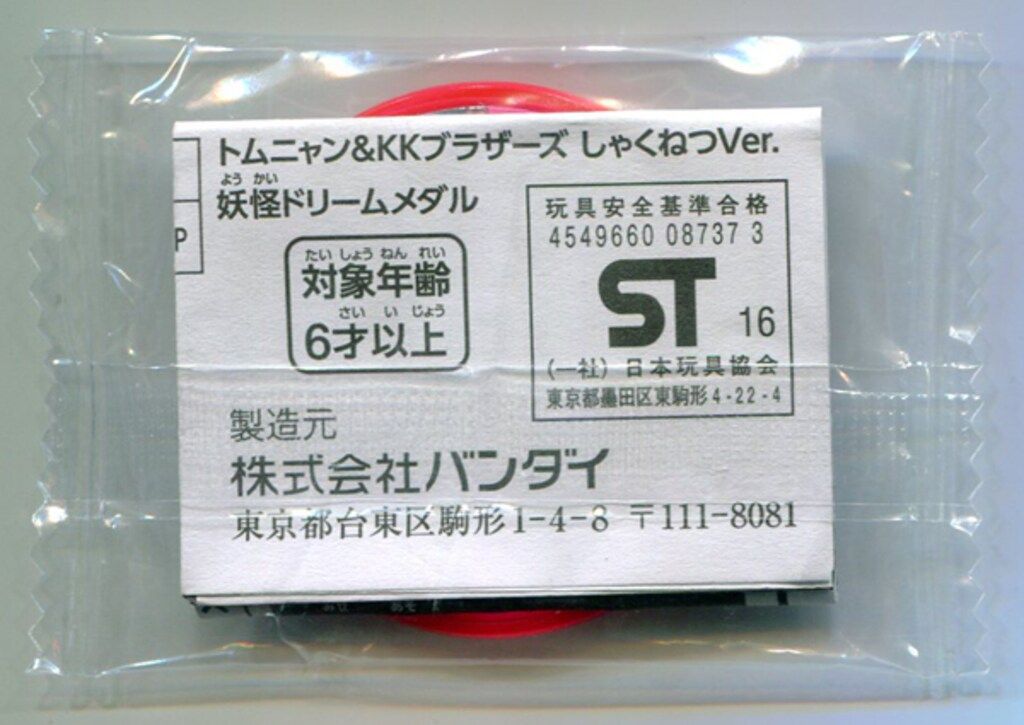 トムニャン&KKブラザーズ しゃくねつVer.
よう かい
妖怪ドリームメダル
P
たい しょう ねん れい
対象年齢
さい い じょう
6才以上
玩具安全基準合格
4549660 08737 3
ST 16
(一社) 日本玩具協会
東京都墨田区東駒形4-22-4
製造元
株式会社バンダイ
東京都台東区駒形1-4-8 〒111-8081